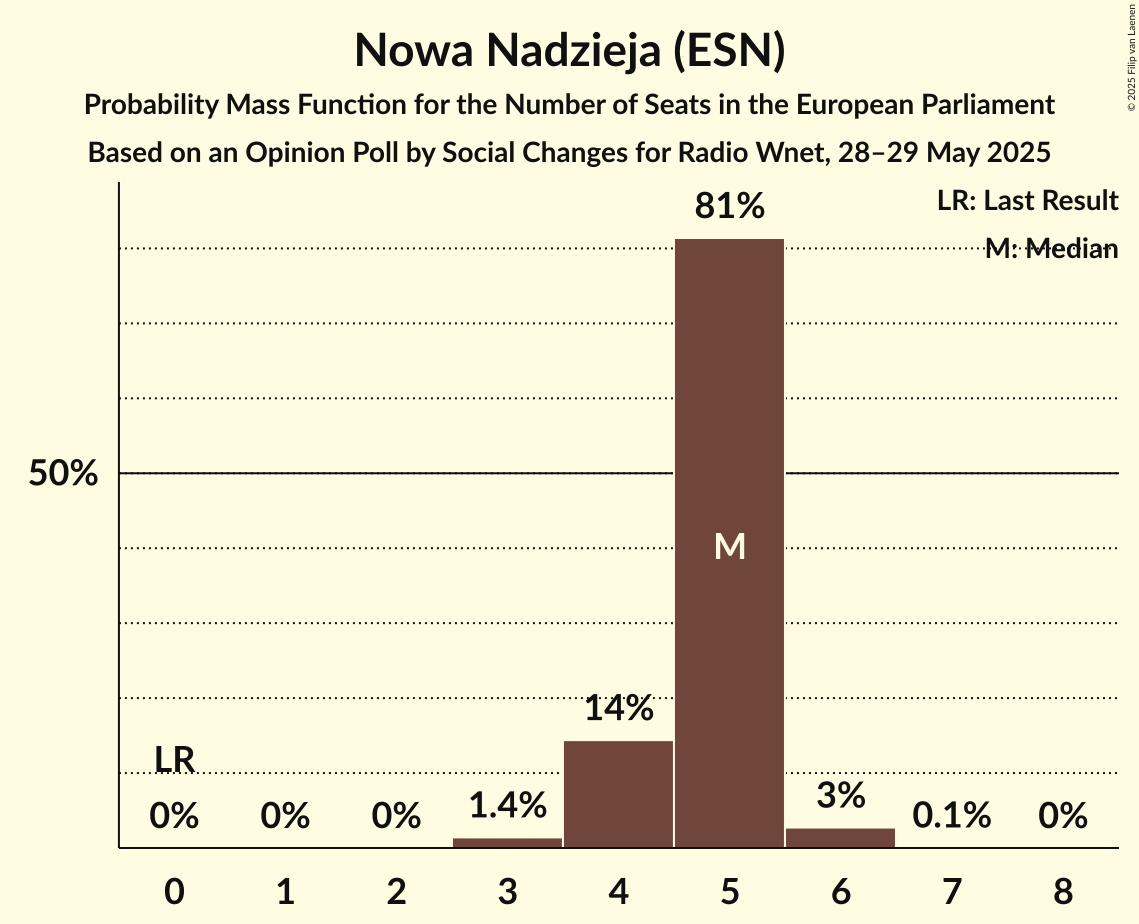 Nowa Nadzieja (ESN)
Probability Mass Function for the Number of Seats in the European Parliament
Based on an Opinion Poll by Social Changes for Radio Wnet, 28–29 May 2025
© 2025 Filip van Laenen
LR: Last Result
M: Median
81%
50%
M
14%
LR
0% 0% 0% 1.4% 3% 0.1% 0%
0 1 2 3 4 5 6 7 8